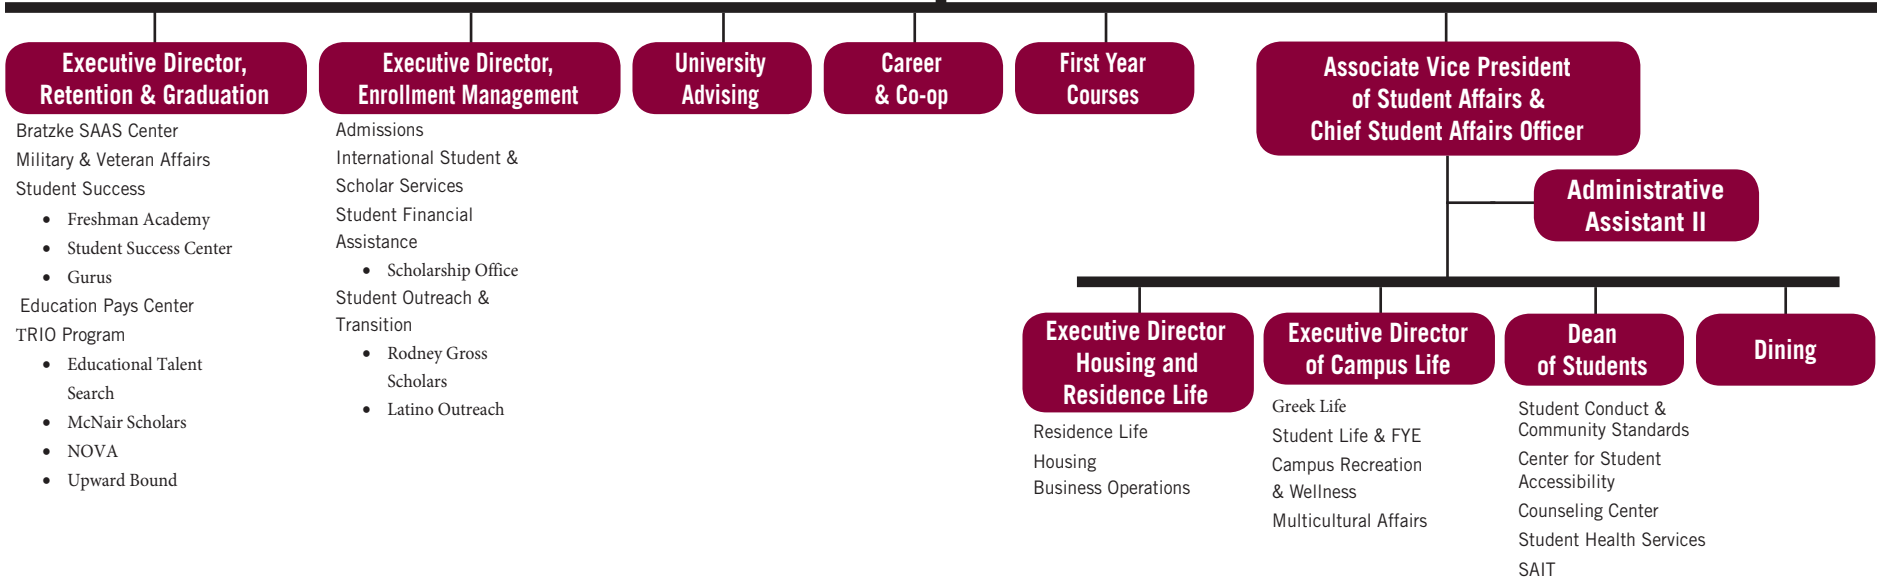 Executive Director,
Retention & Graduation
Bratzke SAAS Center
Military & Veteran Affairs
Student Success
• Freshman Academy
• Student Success Center
• Gurus
Education Pays Center
TRIO Program
• Educational Talent
Search
• McNair Scholars
• NOVA
• Upward Bound
Executive Director,
Enrollment Management
Admissions
International Student &
Scholar Services
Student Financial
Assistance
• Scholarship Office
Student Outreach &
Transition
• Rodney Gross
Scholars
• Latino Outreach
University
Advising
Career
& Co-op
First Year
Courses
Associate Vice President
of Student Affairs &
Chief Student Affairs Officer
Administrative
Assistant II
Executive Director
Housing and
Residence Life
Residence Life
Housing
Business Operations
Executive Director
of Campus Life
Greek Life
Student Life & FYE
Campus Recreation
& Wellness
Multicultural Affairs
Dean
of Students
Student Conduct &
Community Standards
Center for Student
Accessibility
Counseling Center
Student Health Services
SAIT
Dining